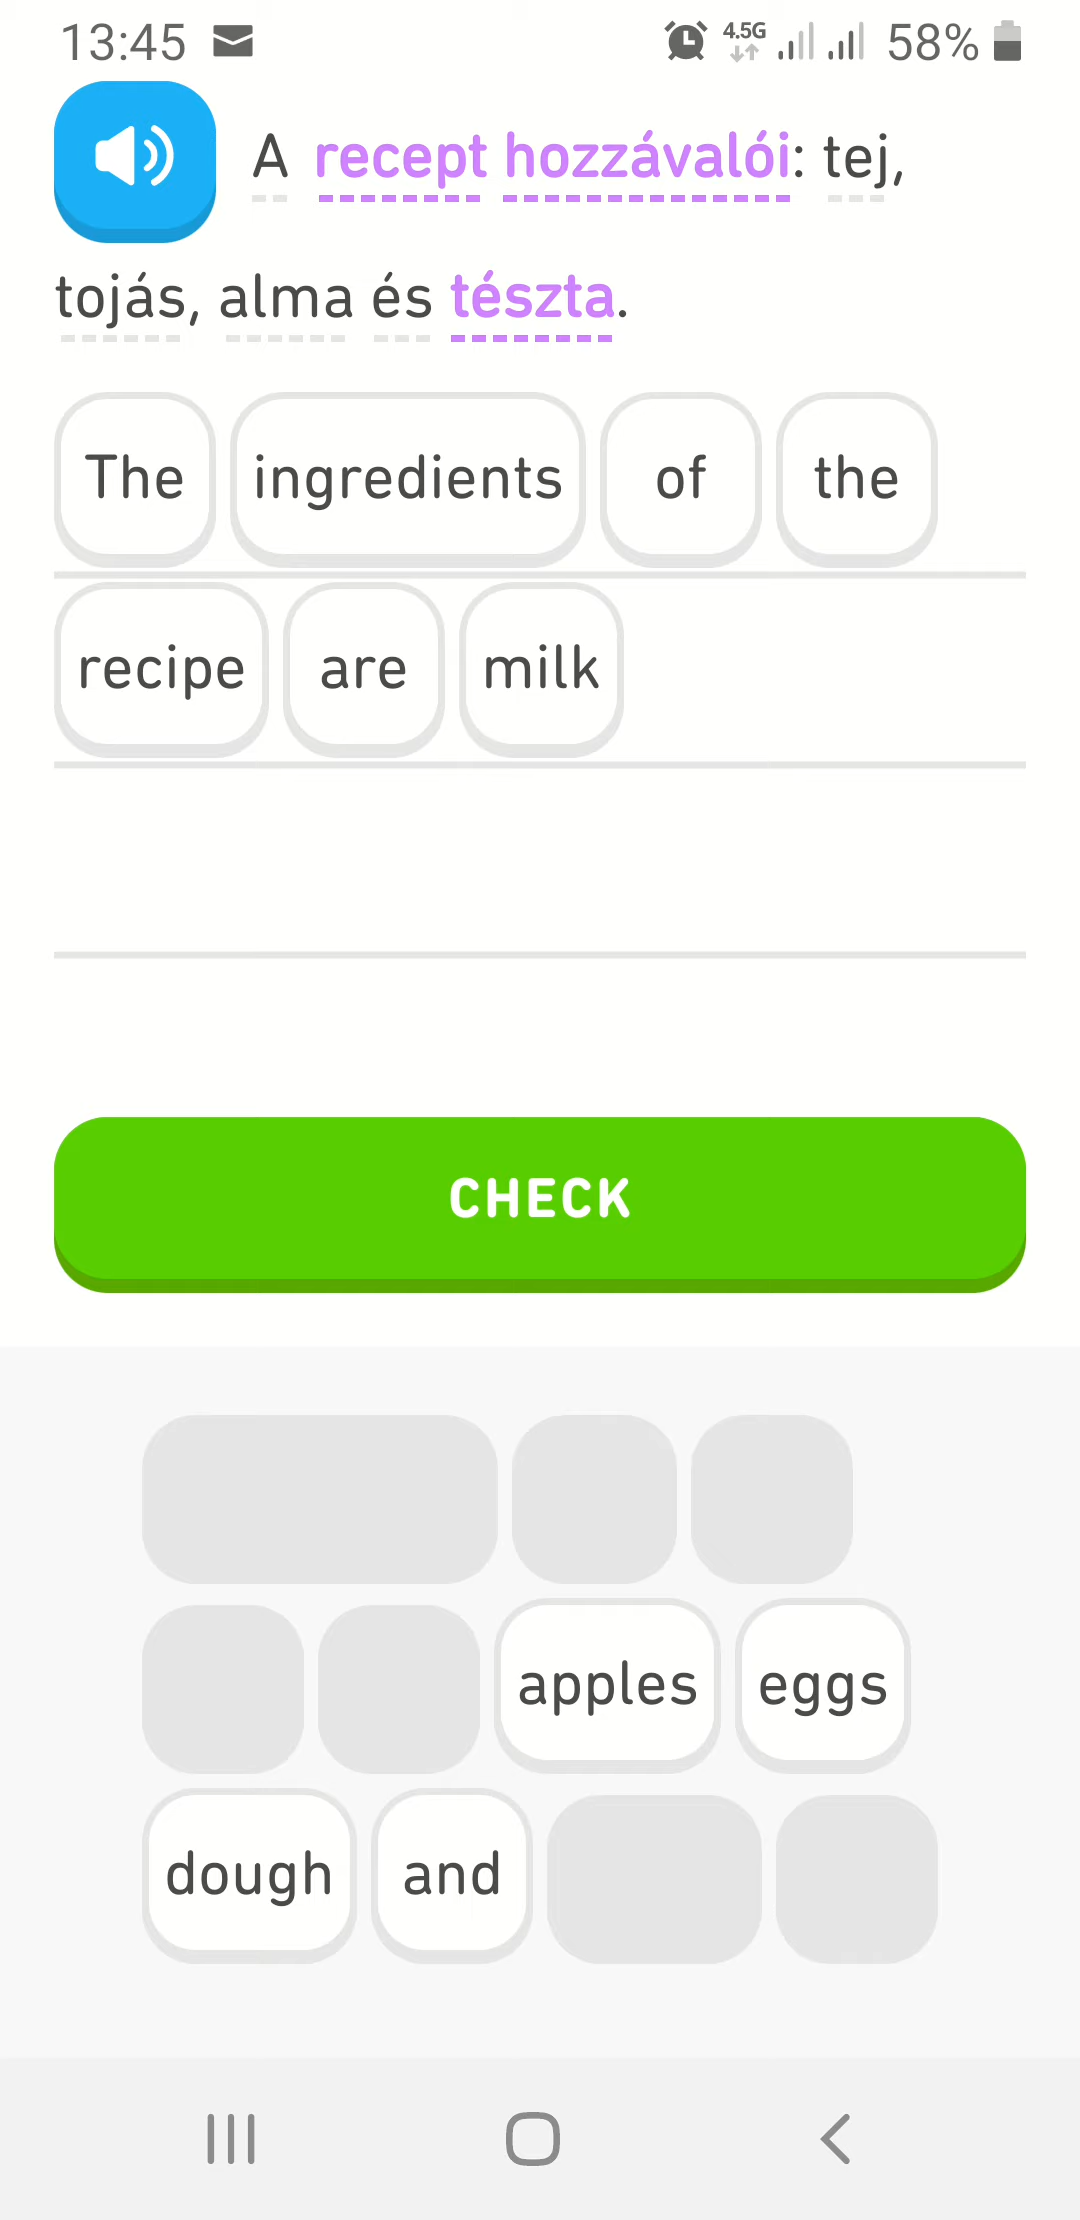 13:45 4.5G 58%
A recept hozzávalói: tej,
tojás, alma és tészta.
The ingredients of the
recipe are milk
CHECK
apples eggs
dough and